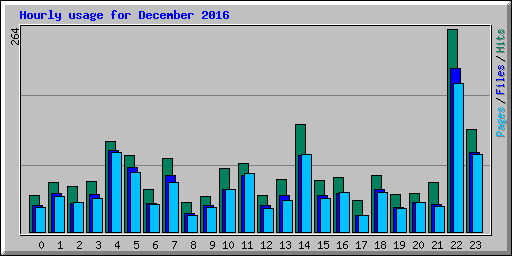 Hourly usage for December 2016
264
Pages / Files / Hits
0 1 2 3 4 5 6 7 8 9 10 11 12 13 14 15 16 17 18 19 20 21 22 23